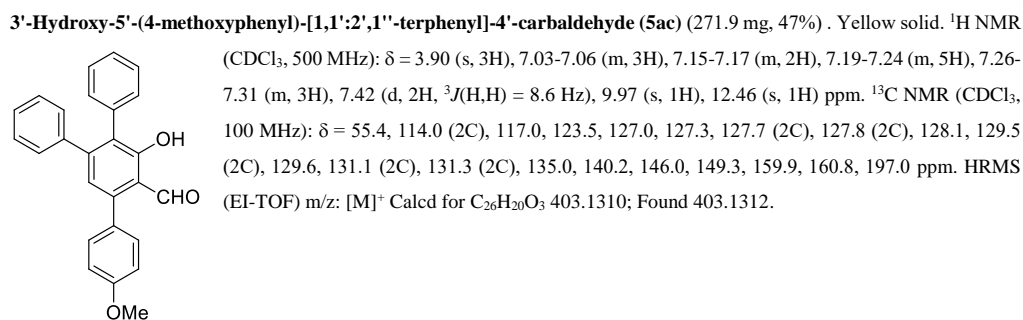 3'-Hydroxy-5'-(4-methoxyphenyl)-[1,1':2',1''-terphenyl]-4'-carbaldehyde (5ac) (271.9 mg, 47%) . Yellow solid. ¹H NMR
(CDCl₃, 500 MHz): δ = 3.90 (s, 3H), 7.03-7.06 (m, 3H), 7.15-7.17 (m, 2H), 7.19-7.24 (m, 5H), 7.26-
7.31 (m, 3H), 7.42 (d, 2H, ³J(H,H) = 8.6 Hz), 9.97 (s, 1H), 12.46 (s, 1H) ppm. ¹³C NMR (CDCl₃,
100 MHz): δ = 55.4, 114.0 (2C), 117.0, 123.5, 127.0, 127.3, 127.7 (2C), 127.8 (2C), 128.1, 129.5
(2C), 129.6, 131.1 (2C), 131.3 (2C), 135.0, 140.2, 146.0, 149.3, 159.9, 160.8, 197.0 ppm. HRMS
(EI-TOF) m/z: [M]⁺ Calcd for C₂₆H₂₀O₃ 403.1310; Found 403.1312.
OH
CHO
OMe